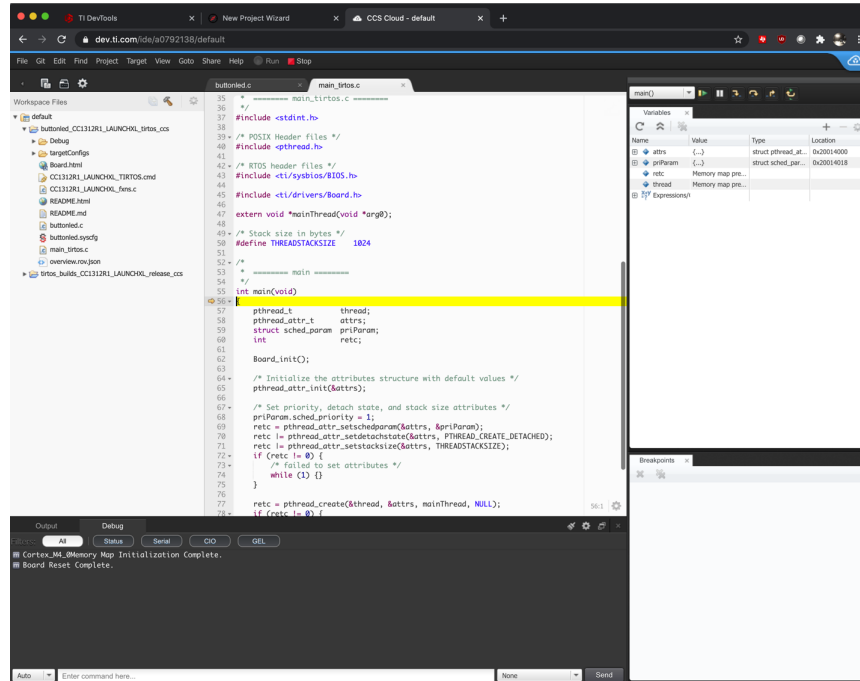 TI DevTools
New Project Wizard
CCS Cloud - default
dev.ti.com/ide/a0792138/default
File Edit Find Project Target View Goto Share Help Run Stop
Workspace Files
default
buttonled_CC1312R1_LAUNCHXL_tirtos_ccs
Debug
targetConfigs
Board.html
CC1312R1_LAUNCHXL_TIRTOS.cmd
CC1312R1_LAUNCHXL_fxns.c
README.html
README.md
buttonled.c
buttonled.syscfg
main_tirtos.c
overview.rov.json
tirtos_builds_CC1312R1_LAUNCHXL_release_ccs
buttonled.c main_tirtos.c
35 * ======== main_tirtos.c ========
36 */
37 #include <stdint.h>
38
39 /* POSIX Header files */
40 #include <pthread.h>
41
42 /* RTOS header files */
43 #include <ti/sysbios/BIOS.h>
44
45 #include <ti/drivers/Board.h>
46
47 extern void *mainThread(void *arg0);
48
49 /* Stack size in bytes */
50 #define THREADSTACKSIZE 1024
51
52 /*
53 * ======== main ========
54 */
55 int main(void)
56 {
57 pthread_t thread;
58 pthread_attr_t attrs;
59 struct sched_param priParam;
60 int retc;
61
62 Board_init();
63
64 /* Initialize the attributes structure with default values */
65 pthread_attr_init(&attrs);
66
67 /* Set priority, detach state, and stack size attributes */
68 priParam.sched_priority = 1;
69 retc = pthread_attr_setschedparam(&attrs, &priParam);
70 retc |= pthread_attr_setdetachstate(&attrs, PTHREAD_CREATE_DETACHED);
71 retc |= pthread_attr_setstacksize(&attrs, THREADSTACKSIZE);
72 if (retc != 0) {
73 /* failed to set attributes */
74 while (1) {}
75 }
76
77 retc = pthread_create(&thread, &attrs, mainThread, NULL);
78 if (retc != 0) {
56:1
main()
Variables
Name Value Type Location
attrs {...} struct pthread_at... 0x20014000
priParam {...} struct sched_par... 0x20014018
retc Memory map pre...
thread Memory map pre...
Expressions/
Breakpoints
Output Debug
Filters: All Status Serial CIO GEL
Cortex_M4_0Memory Map Initialization Complete.
Board Reset Complete.
Auto Enter command here... None Send